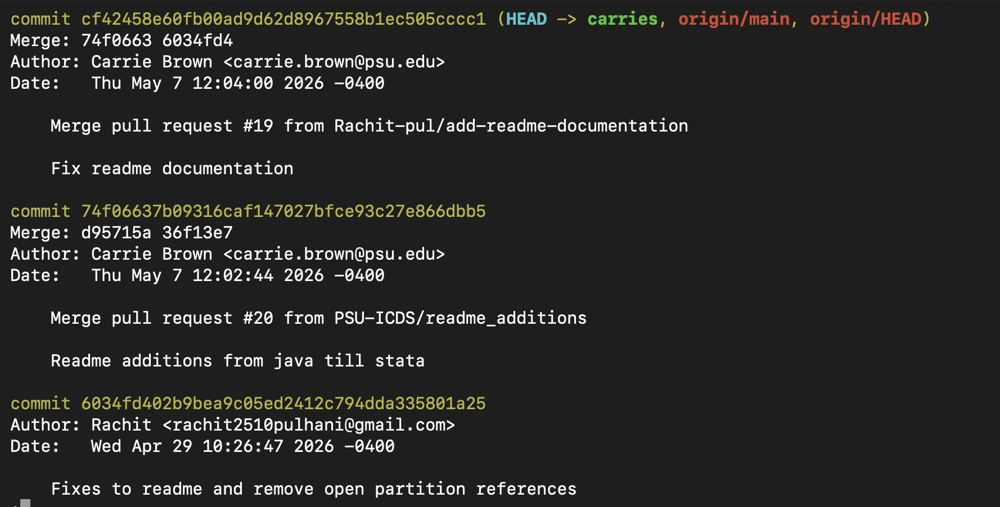 commit cf42458e60fb00ad9d62d8967558b1ec505cccc1 (HEAD -> carries, origin/main, origin/HEAD)
Merge: 74f0663 6034fd4
Author: Carrie Brown <carrie.brown@psu.edu>
Date:   Thu May 7 12:04:00 2026 -0400

    Merge pull request #19 from Rachit-pul/add-readme-documentation

    Fix readme documentation

commit 74f06637b09316caf147027bfce93c27e866dbb5
Merge: d95715a 36f13e7
Author: Carrie Brown <carrie.brown@psu.edu>
Date:   Thu May 7 12:02:44 2026 -0400

    Merge pull request #20 from PSU-ICDS/readme_additions

    Readme additions from java till stata

commit 6034fd402b9bea9c05ed2412c794dda335801a25
Author: Rachit <rachit2510pulhani@gmail.com>
Date:   Wed Apr 29 10:26:47 2026 -0400

    Fixes to readme and remove open partition references